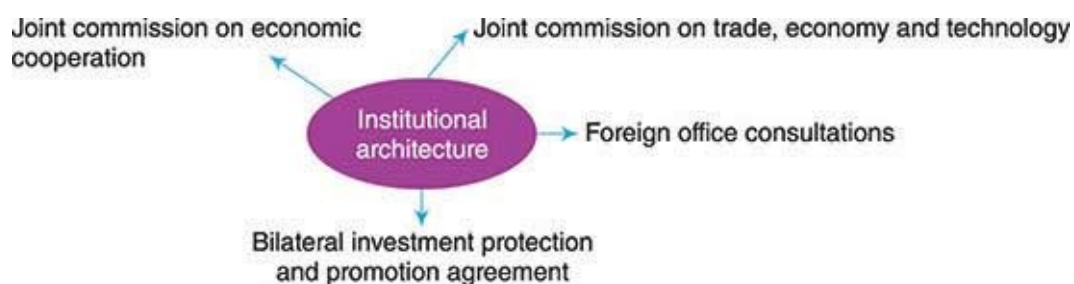 Joint commission on economic
cooperation
Joint commission on trade, economy and technology
Institutional
architecture
Foreign office consultations
Bilateral investment protection
and promotion agreement